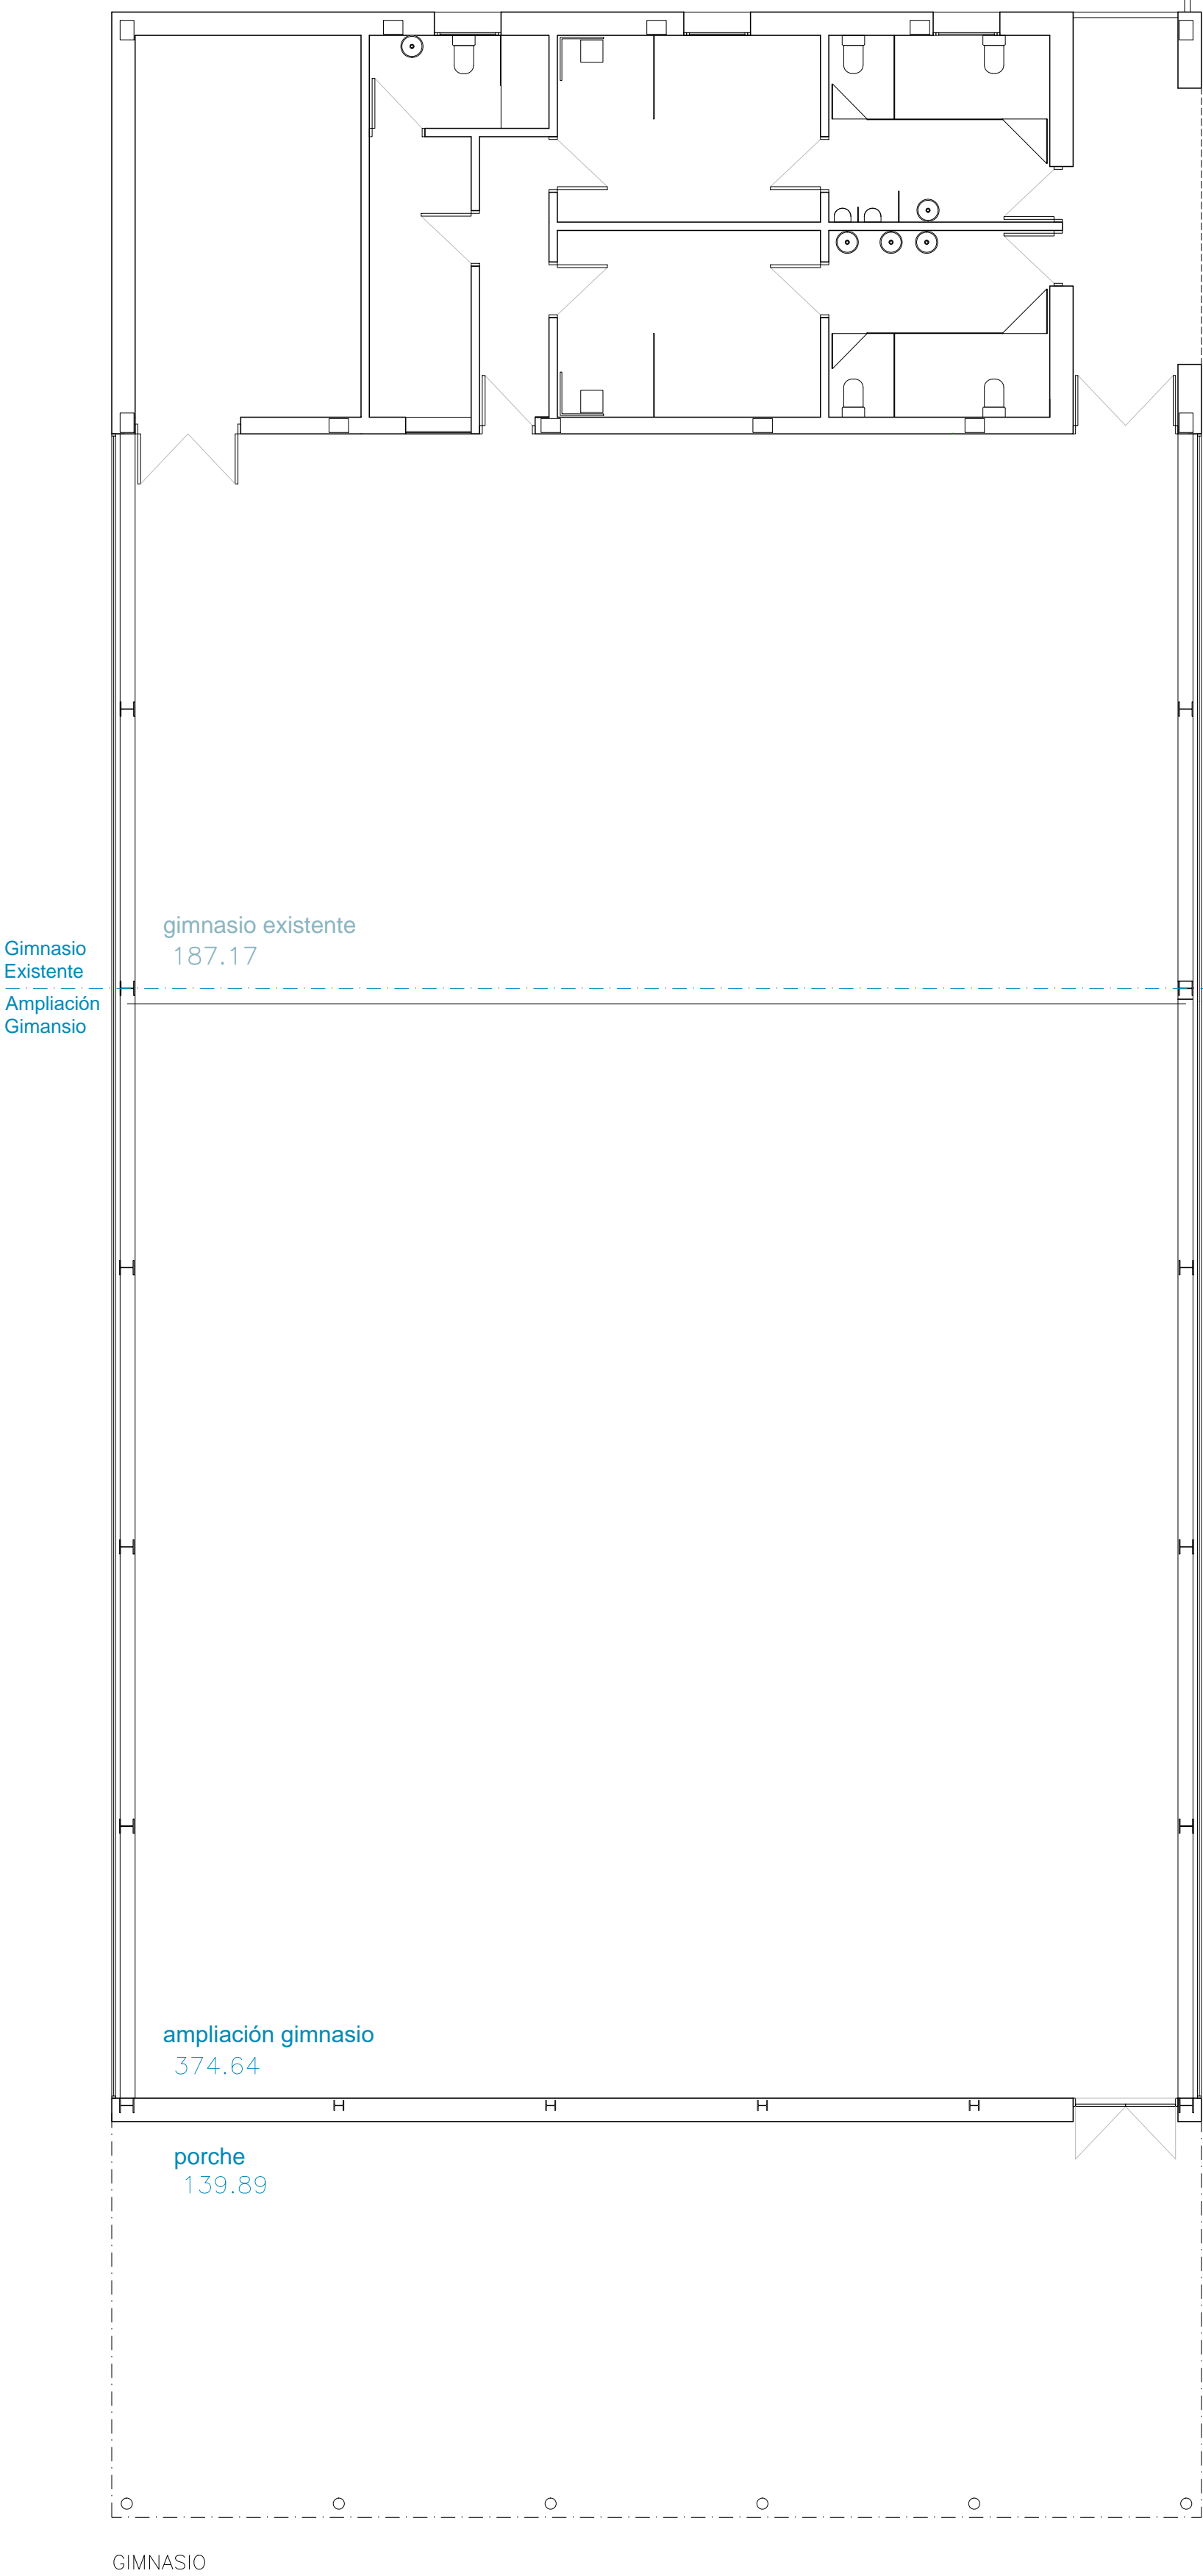 gimnasio existente
187.17
Gimnasio
Existente
Ampliación
Gimansio
ampliación gimnasio
374.64
porche
139.89
GIMNASIO